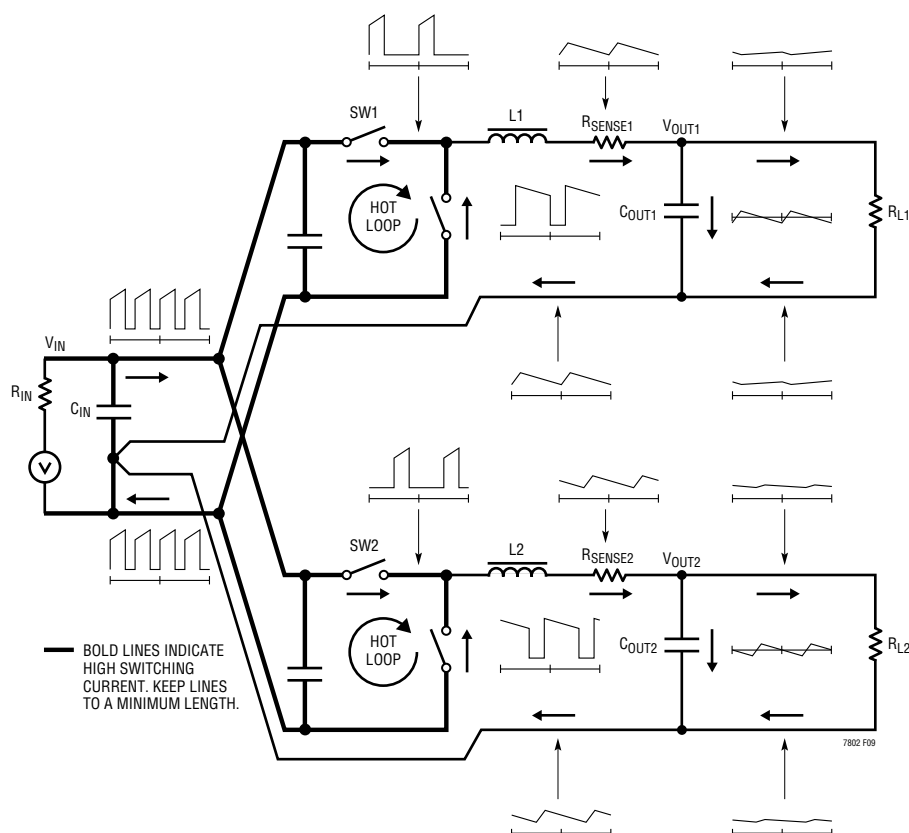 SW1
L1
RSENSE1
VOUT1
HOT
LOOP
COUT1
RL1
VIN
RIN
CIN
V
SW2
L2
RSENSE2
VOUT2
HOT
LOOP
COUT2
RL2
BOLD LINES INDICATE
HIGH SWITCHING
CURRENT. KEEP LINES
TO A MINIMUM LENGTH.
7802 F09